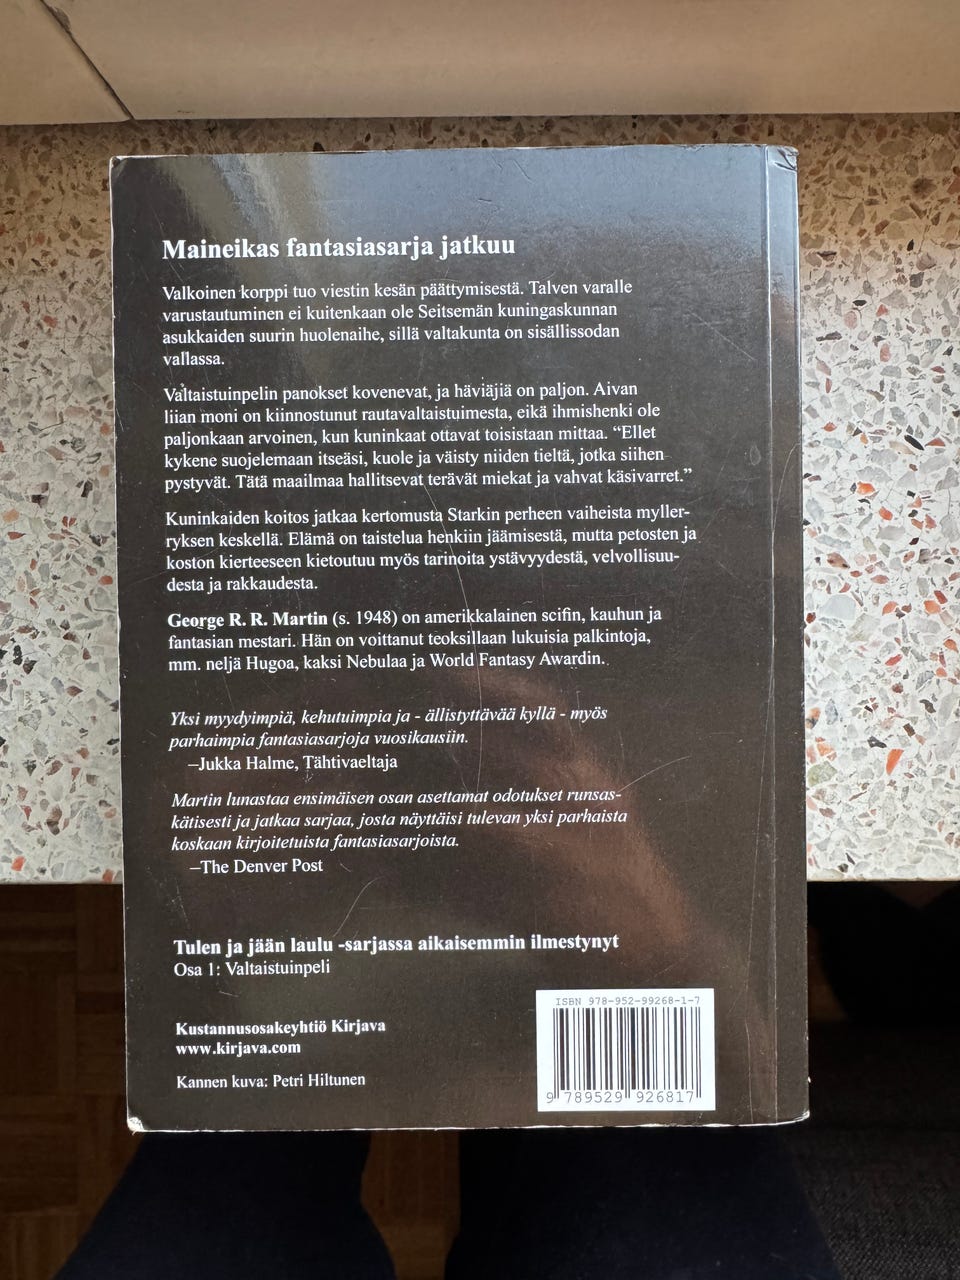 Maineikas fantasiasarja jatkuu
Valkoinen korppi tuo viestin kesän päättymisestä. Talven varalle
varustautuminen ei kuitenkaan ole Seitsemän kuningaskunnan
asukkaiden suurin huolenaihe, sillä valtakunta on sisällissodan
vallassa.
Valtaistuinpelin panokset kovenevat, ja häviäjiä on paljon. Aivan
liian moni on kiinnostunut rautavaltaistuimesta, eikä ihmishenki ole
paljonkaan arvoinen, kun kuninkaat ottavat toisistaan mittaa. “Ellet
kykene suojelemaan itseäsi, kuole ja väisty niiden tieltä, jotka siihen
pystyvät. Tätä maailmaa hallitsevat terävät miekat ja vahvat käsivarret.”
Kuninkaiden koitos jatkaa kertomusta Starkin perheen vaiheista myller-
ryksen keskellä. Elämä on taistelua henkiin jäämisestä, mutta petosten ja
koston kierteeseen kietoutuu myös tarinoita ystävyydestä, velvollisuu-
desta ja rakkaudesta.
George R. R. Martin (s. 1948) on amerikkalainen scifin, kauhun ja
fantasian mestari. Hän on voittanut teoksillaan lukuisia palkintoja,
mm. neljä Hugoa, kaksi Nebulaa ja World Fantasy Awardin.
Yksi myydyimpiä, kehutuimpia ja - ällistyttävää kyllä - myös
parhaimpia fantasiasarjoja vuosikausiin.
–Jukka Halme, Tähtivaeltaja
Martin lunastaa ensimäisen osan asettamat odotukset runsas-
kätisesti ja jatkaa sarjaa, josta näyttäisi tulevan yksi parhaista
koskaan kirjoitetuista fantasiasarjoista.
–The Denver Post
Tulen ja jään laulu -sarjassa aikaisemmin ilmestynyt
Osa 1: Valtaistuinpeli
Kustannusosakeyhtiö Kirjava
www.kirjava.com
Kannen kuva: Petri Hiltunen
ISBN 978-952-99268-1-7
9 789529 926817